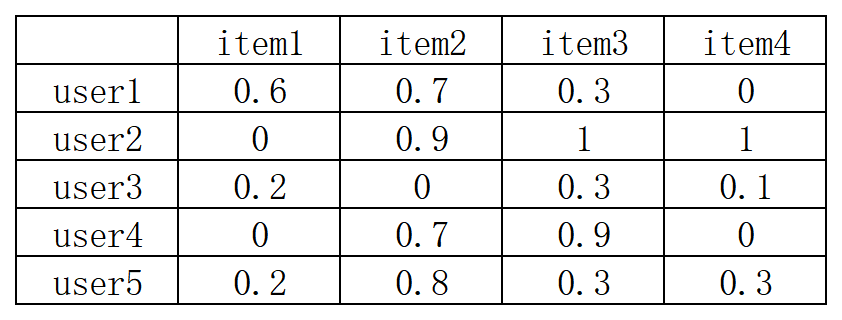 item1 item2 item3 item4
user1 0.6 0.7 0.3 0
user2 0 0.9 1 1
user3 0.2 0 0.3 0.1
user4 0 0.7 0.9 0
user5 0.2 0.8 0.3 0.3